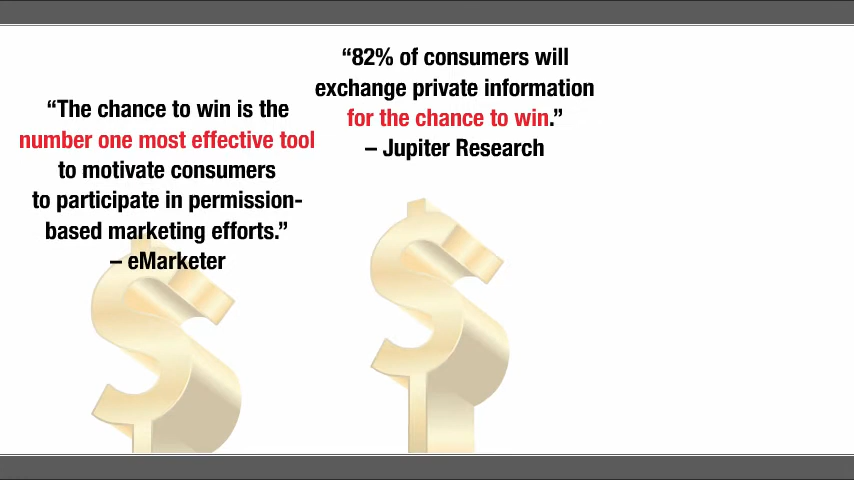 “The chance to win is the
number one most effective tool
to motivate consumers
to participate in permission-
based marketing efforts.”
– eMarketer
“82% of consumers will
exchange private information
for the chance to win.”
– Jupiter Research